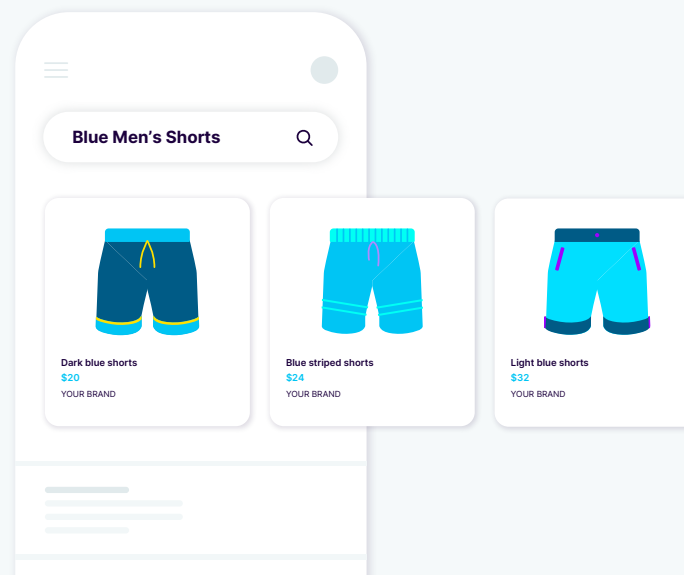 Blue Men’s Shorts
Dark blue shorts
$20
YOUR BRAND
Blue striped shorts
$24
YOUR BRAND
Light blue shorts
$32
YOUR BRAND